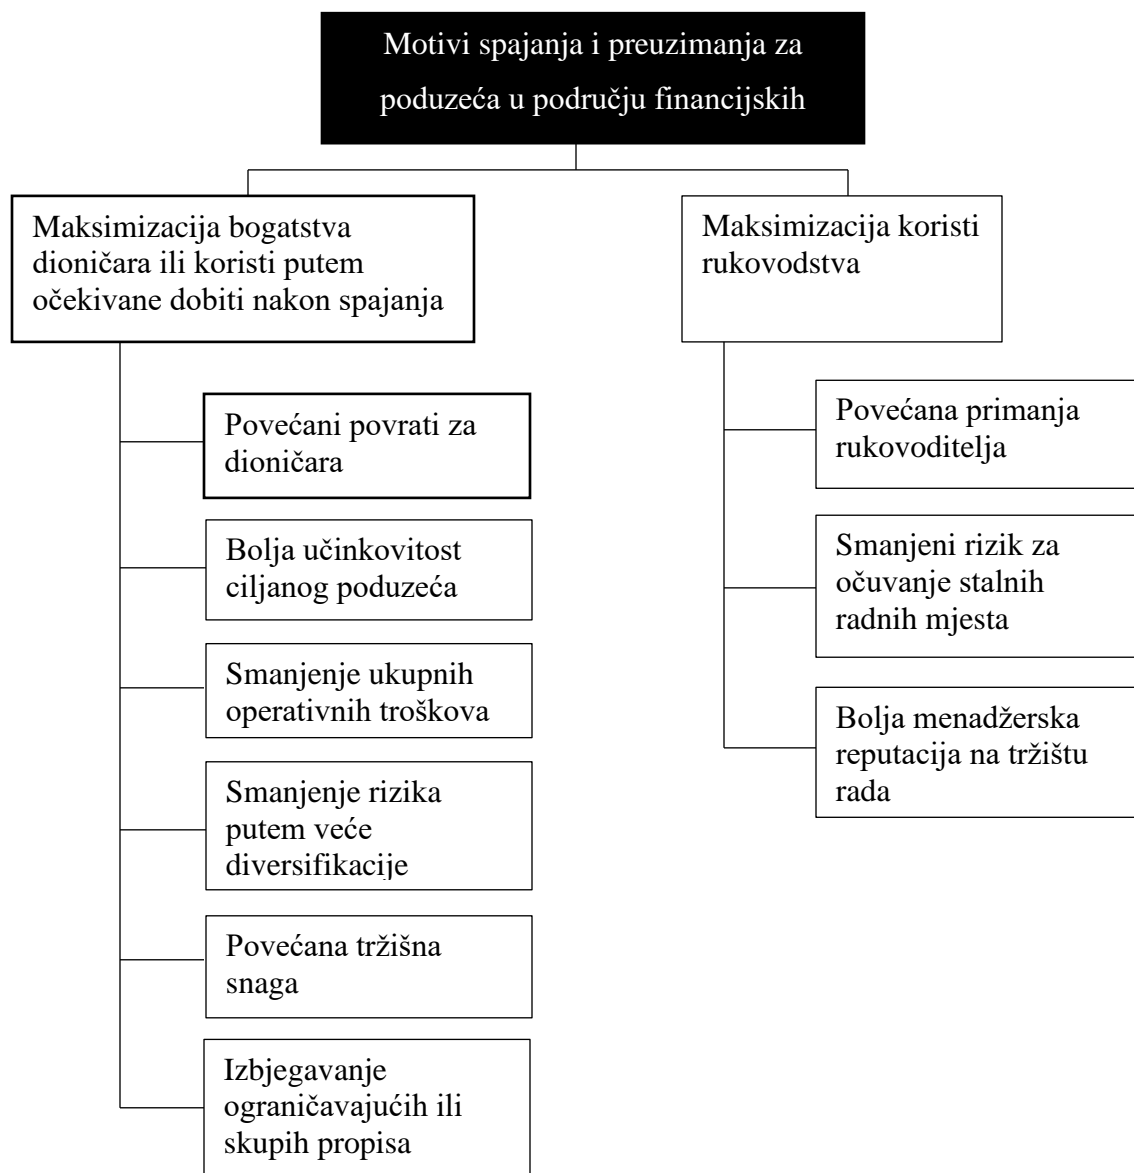 Motivi spajanja i preuzimanja za
poduzeća u području financijskih
Maksimizacija bogatstva
dioničara ili koristi putem
očekivane dobiti nakon spajanja
Povećani povrati za
dioničara
Bolja učinkovitost
ciljanog poduzeća
Smanjenje ukupnih
operativnih troškova
Smanjenje rizika
putem veće
diversifikacije
Povećana tržišna
snaga
Izbjegavanje
ograničavajućih ili
skupih propisa
Maksimizacija koristi
rukovodstva
Povećana primanja
rukovoditelja
Smanjeni rizik za
očuvanje stalnih
radnih mjesta
Bolja menadžerska
reputacija na tržištu
rada